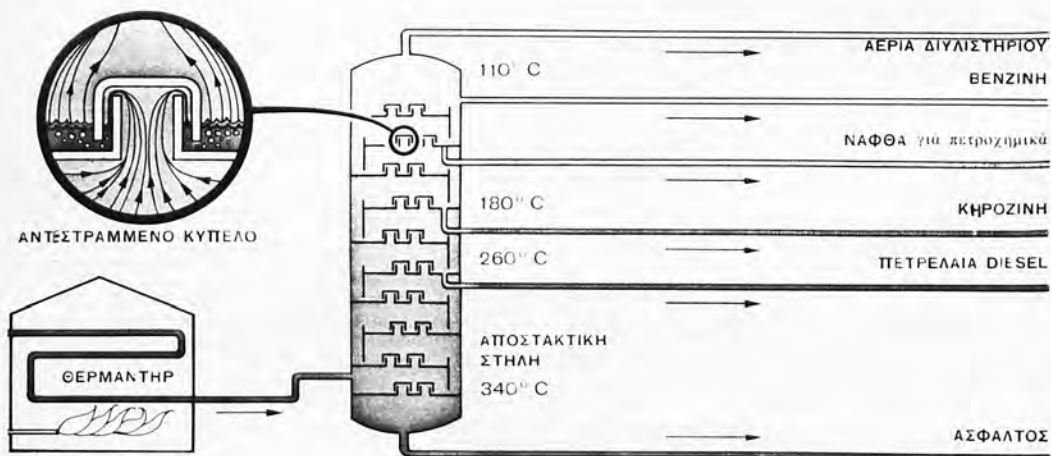 ΑΕΡΙΑ ΔΙΥΛΙΣΤΗΡΙΟΥ
110° C
ΒΕΝΖΙΝΗ
ΝΑΦΘΑ για πετροχημικά
180° C
ΚΗΡΟΖΙΝΗ
ΑΝΤΕΣΤΡΑΜΜΕΝΟ ΚΥΠΕΛΟ
260° C
ΠΕΤΡΕΛΑΙΑ DIESEL
ΑΠΟΣΤΑΚΤΙΚΗ
ΣΤΗΛΗ
ΘΕΡΜΑΝΤΗΡ
340° C
ΑΣΦΑΛΤΟΣ